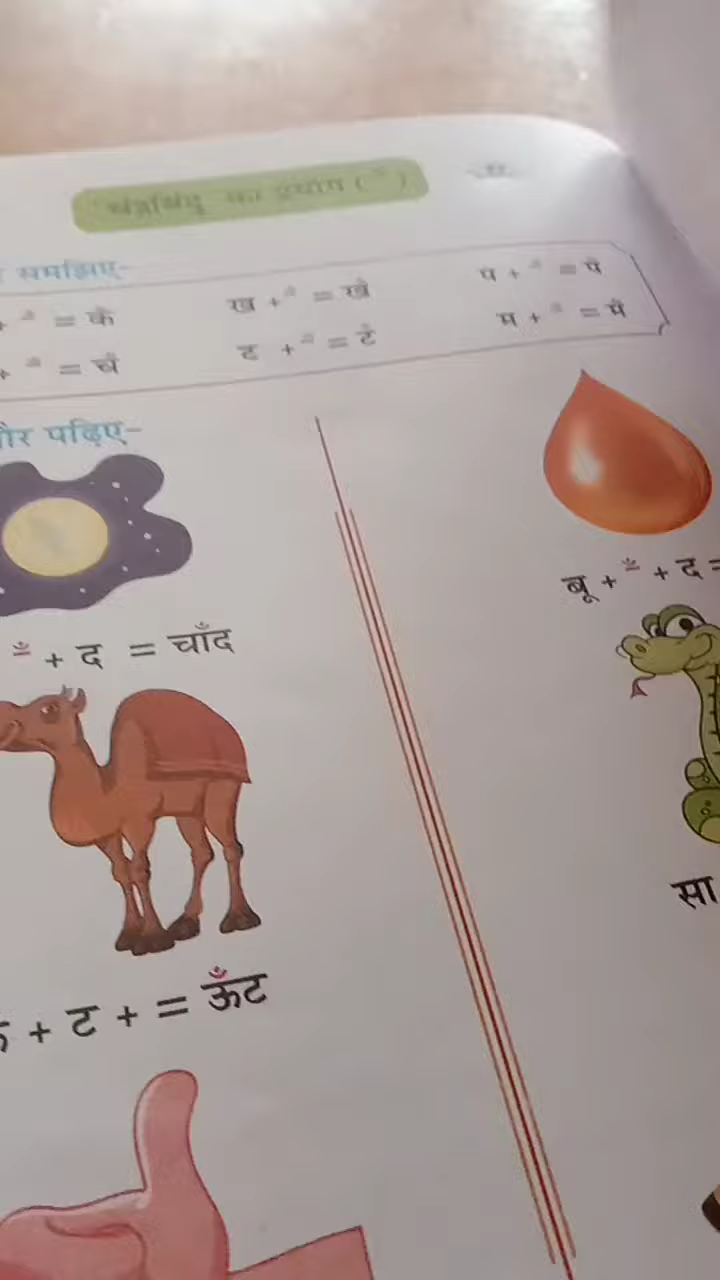 चंद्रबिंदु का प्रयोग ( ँ )
समझिए-
+ ँ = कँ ख + ँ = खँ प + ँ = पँ
+ ँ = चँ ट + ँ = टँ म + ँ = मँ
और पढ़िए-
ँ + द = चाँद
बू + ँ + द =
+ ट + = ऊँट
सा